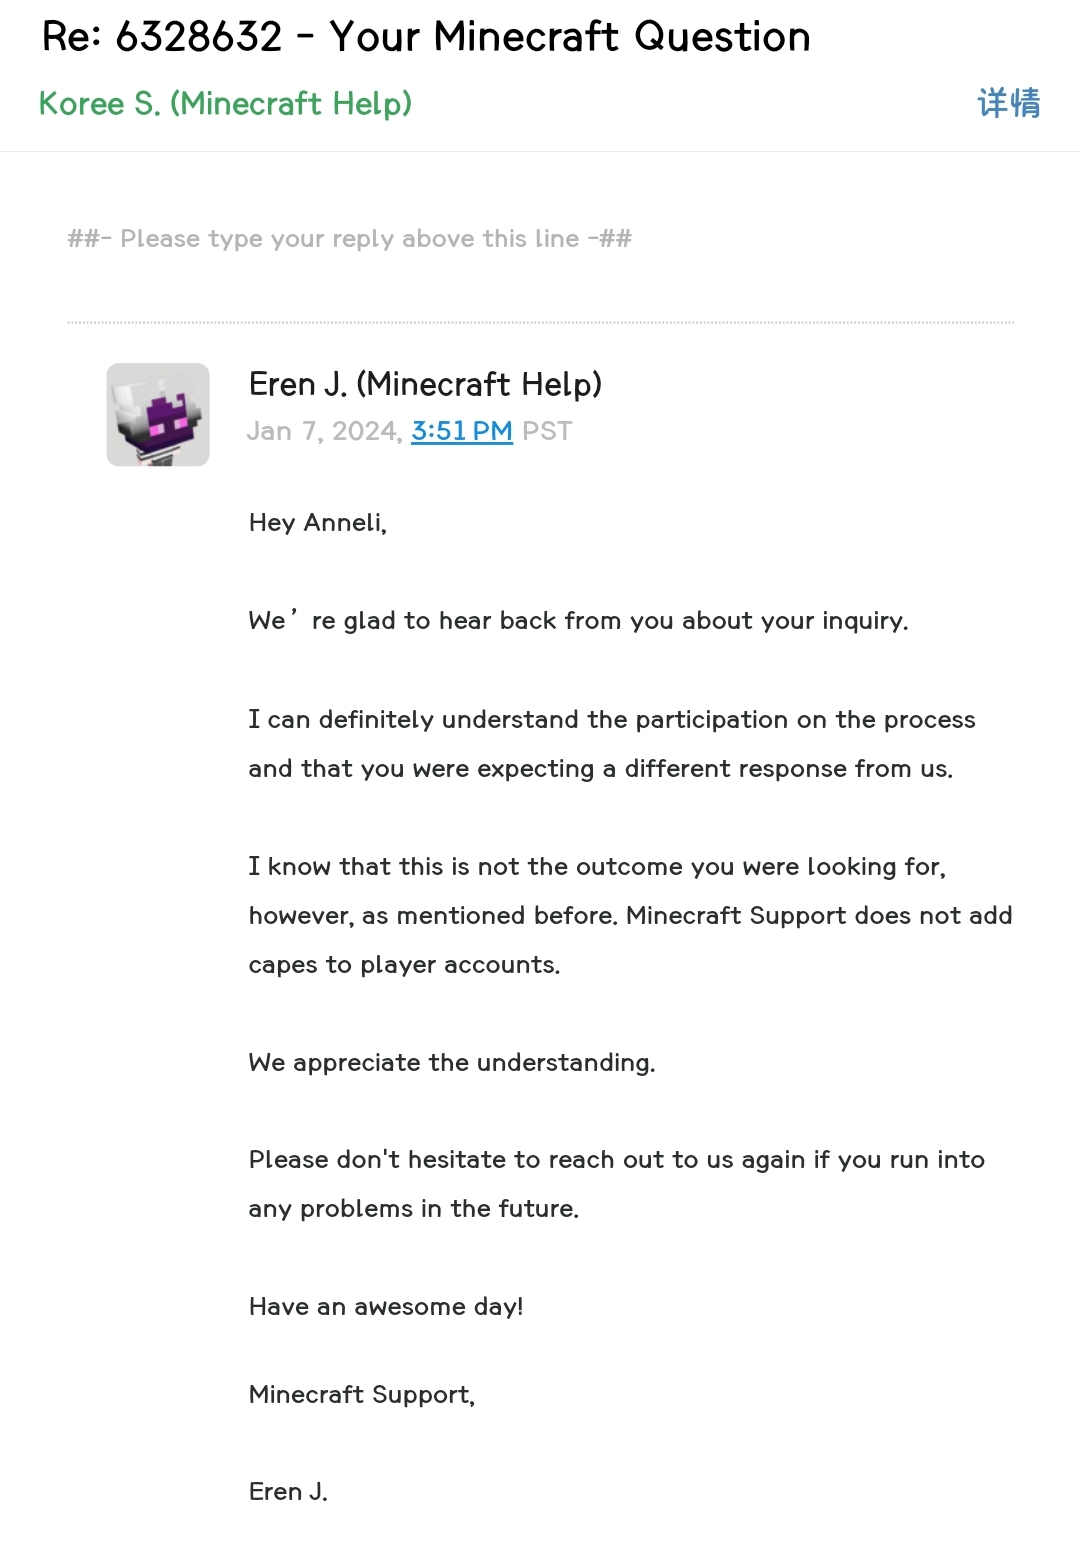 Re: 6328632 - Your Minecraft Question
Koree S. (Minecraft Help)
详情
##- Please type your reply above this line -##
Eren J. (Minecraft Help)
Jan 7, 2024, 3:51 PM PST
Hey Anneli,
We’re glad to hear back from you about your inquiry.
I can definitely understand the participation on the process
and that you were expecting a different response from us.
I know that this is not the outcome you were looking for,
however, as mentioned before. Minecraft Support does not add
capes to player accounts.
We appreciate the understanding.
Please don't hesitate to reach out to us again if you run into
any problems in the future.
Have an awesome day!
Minecraft Support,
Eren J.